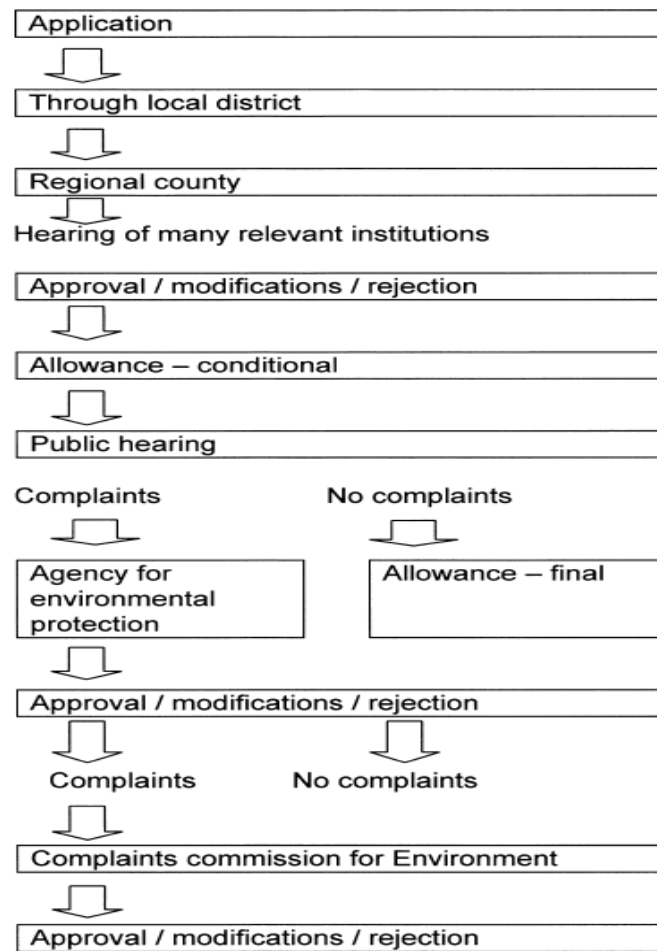 Application
Through local district
Regional county
Hearing of many relevant institutions
Approval / modifications / rejection
Allowance – conditional
Public hearing
Complaints
No complaints
Agency for
environmental
protection
Allowance – final
Approval / modifications / rejection
Complaints
No complaints
Complaints commission for Environment
Approval / modifications / rejection